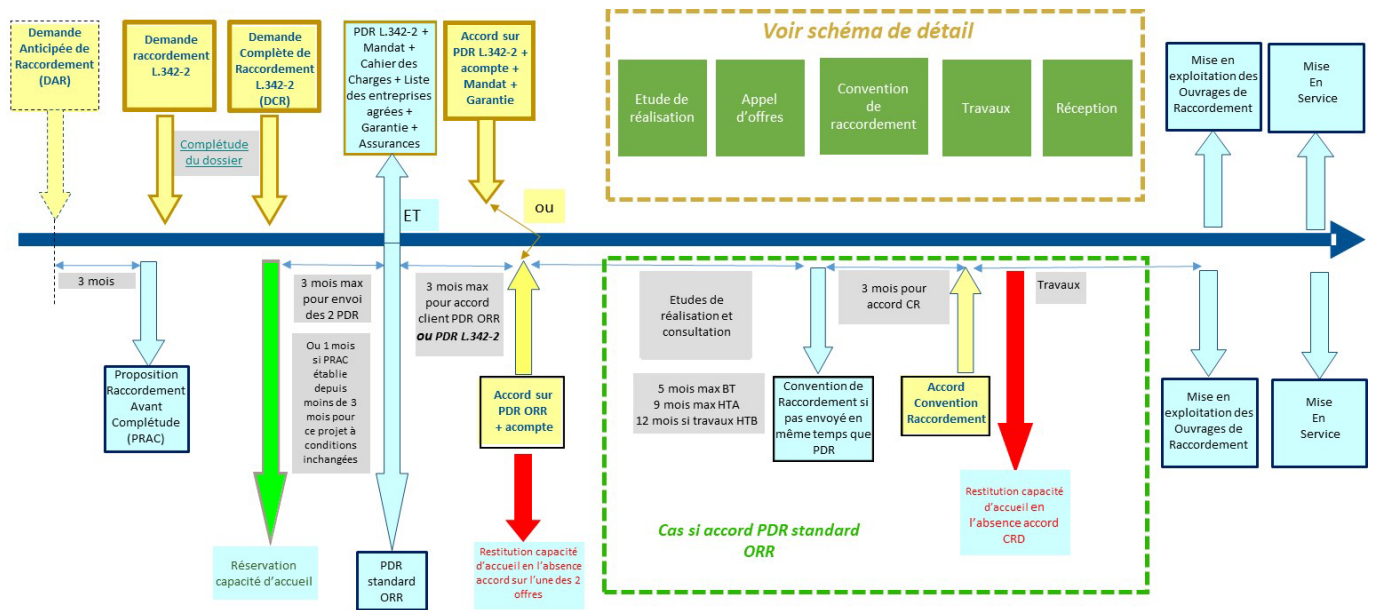 Demande
Anticipée de
Raccordement
(DAR)
Demande
raccordement
L.342-2
Demande
Complète de
Raccordement
L.342-2
(DCR)
PDR L.342-2 +
Mandat +
Cahier des
Charges + Liste
des entreprises
agrées +
Garantie +
Assurances
Accord sur
PDR L.342-2 +
acompte +
Mandat +
Garantie
Voir schéma de détail
Etude de
réalisation
Appel
d’offres
Convention
de
raccordement
Travaux
Réception
Mise en
exploitation des
Ouvrages de
Raccordement
Mise
En
Service
Complétude
du dossier
ET
ou
3 mois
3 mois max
pour envoi
des 2 PDR
Ou 1 mois
si PRAC
établie
depuis
moins de 3
mois pour
ce projet à
conditions
inchangées
3 mois max
pour accord
client PDR ORR
ou PDR L.342-2
Etudes de
réalisation et
consultation
5 mois max BT
9 mois max HTA
12 mois si travaux HTB
3 mois pour
accord CR
Travaux
Proposition
Raccordement
Avant
Complétude
(PRAC)
Accord sur
PDR ORR
+ acompte
Convention de
Raccordement si
pas envoyé en
même temps que
PDR
Accord
Convention
Raccordement
Mise en
exploitation des
Ouvrages de
Raccordement
Mise
En
Service
Réservation
capacité d’accueil
PDR
standard
ORR
Restitution capacité
d’accueil en l’absence
accord sur l’une des 2
offres
Cas si accord PDR standard
ORR
Restitution capacité
d’accueil en
l’absence accord
CRD